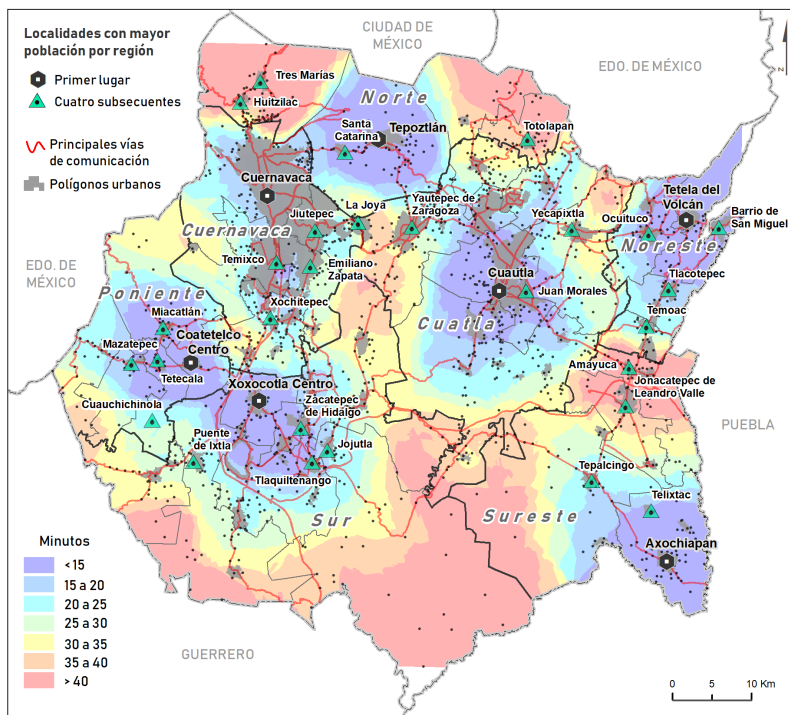 Localidades con mayor
población por región
Primer lugar
Cuatro subsecuentes
Principales vías
de comunicación
Polígonos urbanos
CIUDAD DE
MÉXICO
EDO. DE MÉXICO
N
Tres Marías
Huitzilac
Norte
Santa
Catarina
Tepoztlán
Totolapan
Cuernavaca
La Joya
Yautepec de
Zaragoza
Yecapixtla
Tetela del
Volcán
Ocuituco
Barrio de
San Miguel
Jiutepec
Cuernavaca
Noreste
Temixco
Emiliano
Zapata
Cuautla
Juan Morales
Tlacotepec
EDO. DE
MÉXICO
Poniente
Xochitepec
Cuatla
Temoac
Miacatlán
Coatetelco
Centro
Mazatepec
Tetecala
Amayuca
Jonacatepec de
Leandro Valle
Xoxocotla Centro
Zacatepec
de Hidalgo
Cuauchichinola
PUEBLA
Puente
de Ixtla
Jojutla
Tlaquiltenango
Tepalcingo
Telixtac
Sur
Sureste
Axochiapan
Minutos
<15
15 a 20
20 a 25
25 a 30
30 a 35
35 a 40
> 40
GUERRERO
0 5 10 Km